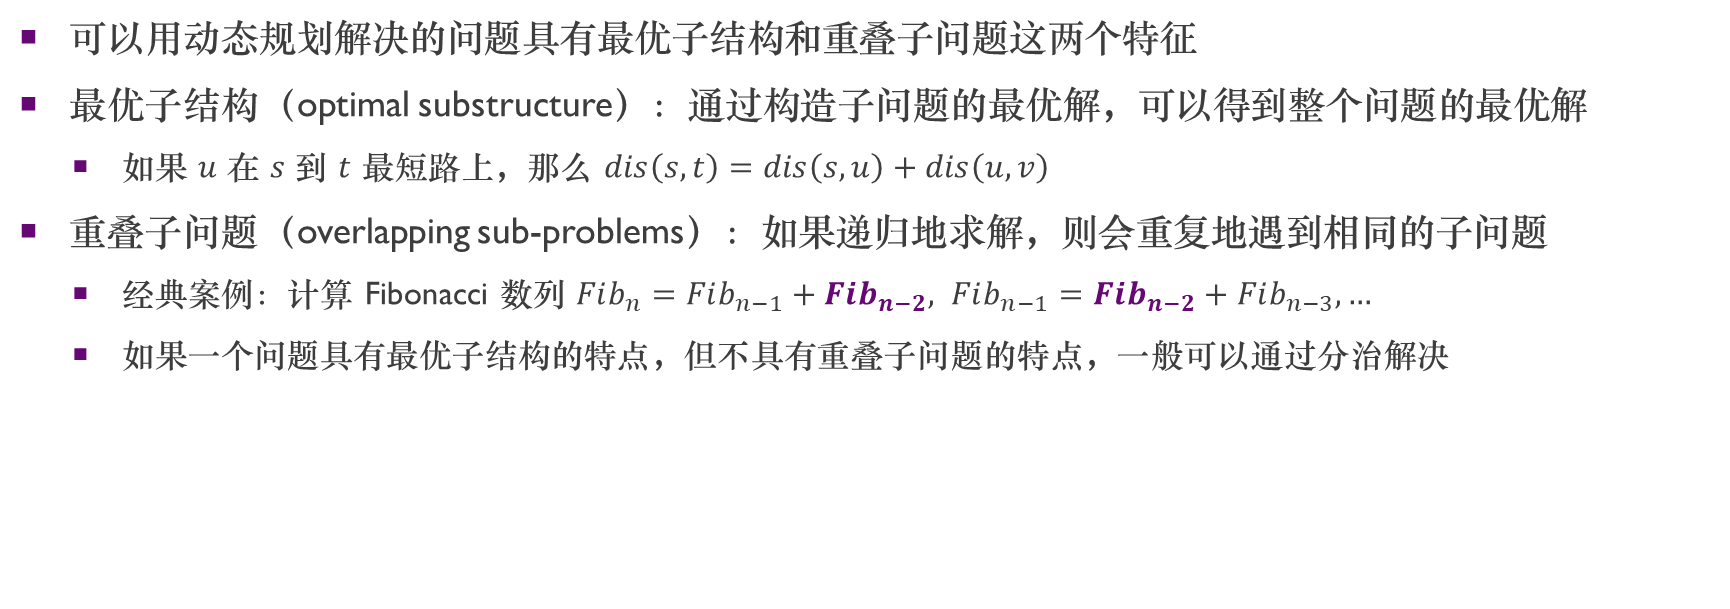 ▪ 可以用动态规划解决的问题具有最优子结构和重叠子问题这两个特征
▪ 最优子结构（optimal substructure）：通过构造子问题的最优解，可以得到整个问题的最优解
▪ 如果 u 在 s 到 t 最短路上，那么 dis(s, t) = dis(s, u) + dis(u, v)
▪ 重叠子问题（overlapping sub-problems）：如果递归地求解，则会重复地遇到相同的子问题
▪ 经典案例：计算 Fibonacci 数列 Fib_{n} = Fib_{n−1} + Fib_{n−2}, Fib_{n−1} = Fib_{n−2} + Fib_{n−3}, …
▪ 如果一个问题具有最优子结构的特点，但不具有重叠子问题的特点，一般可以通过分治解决